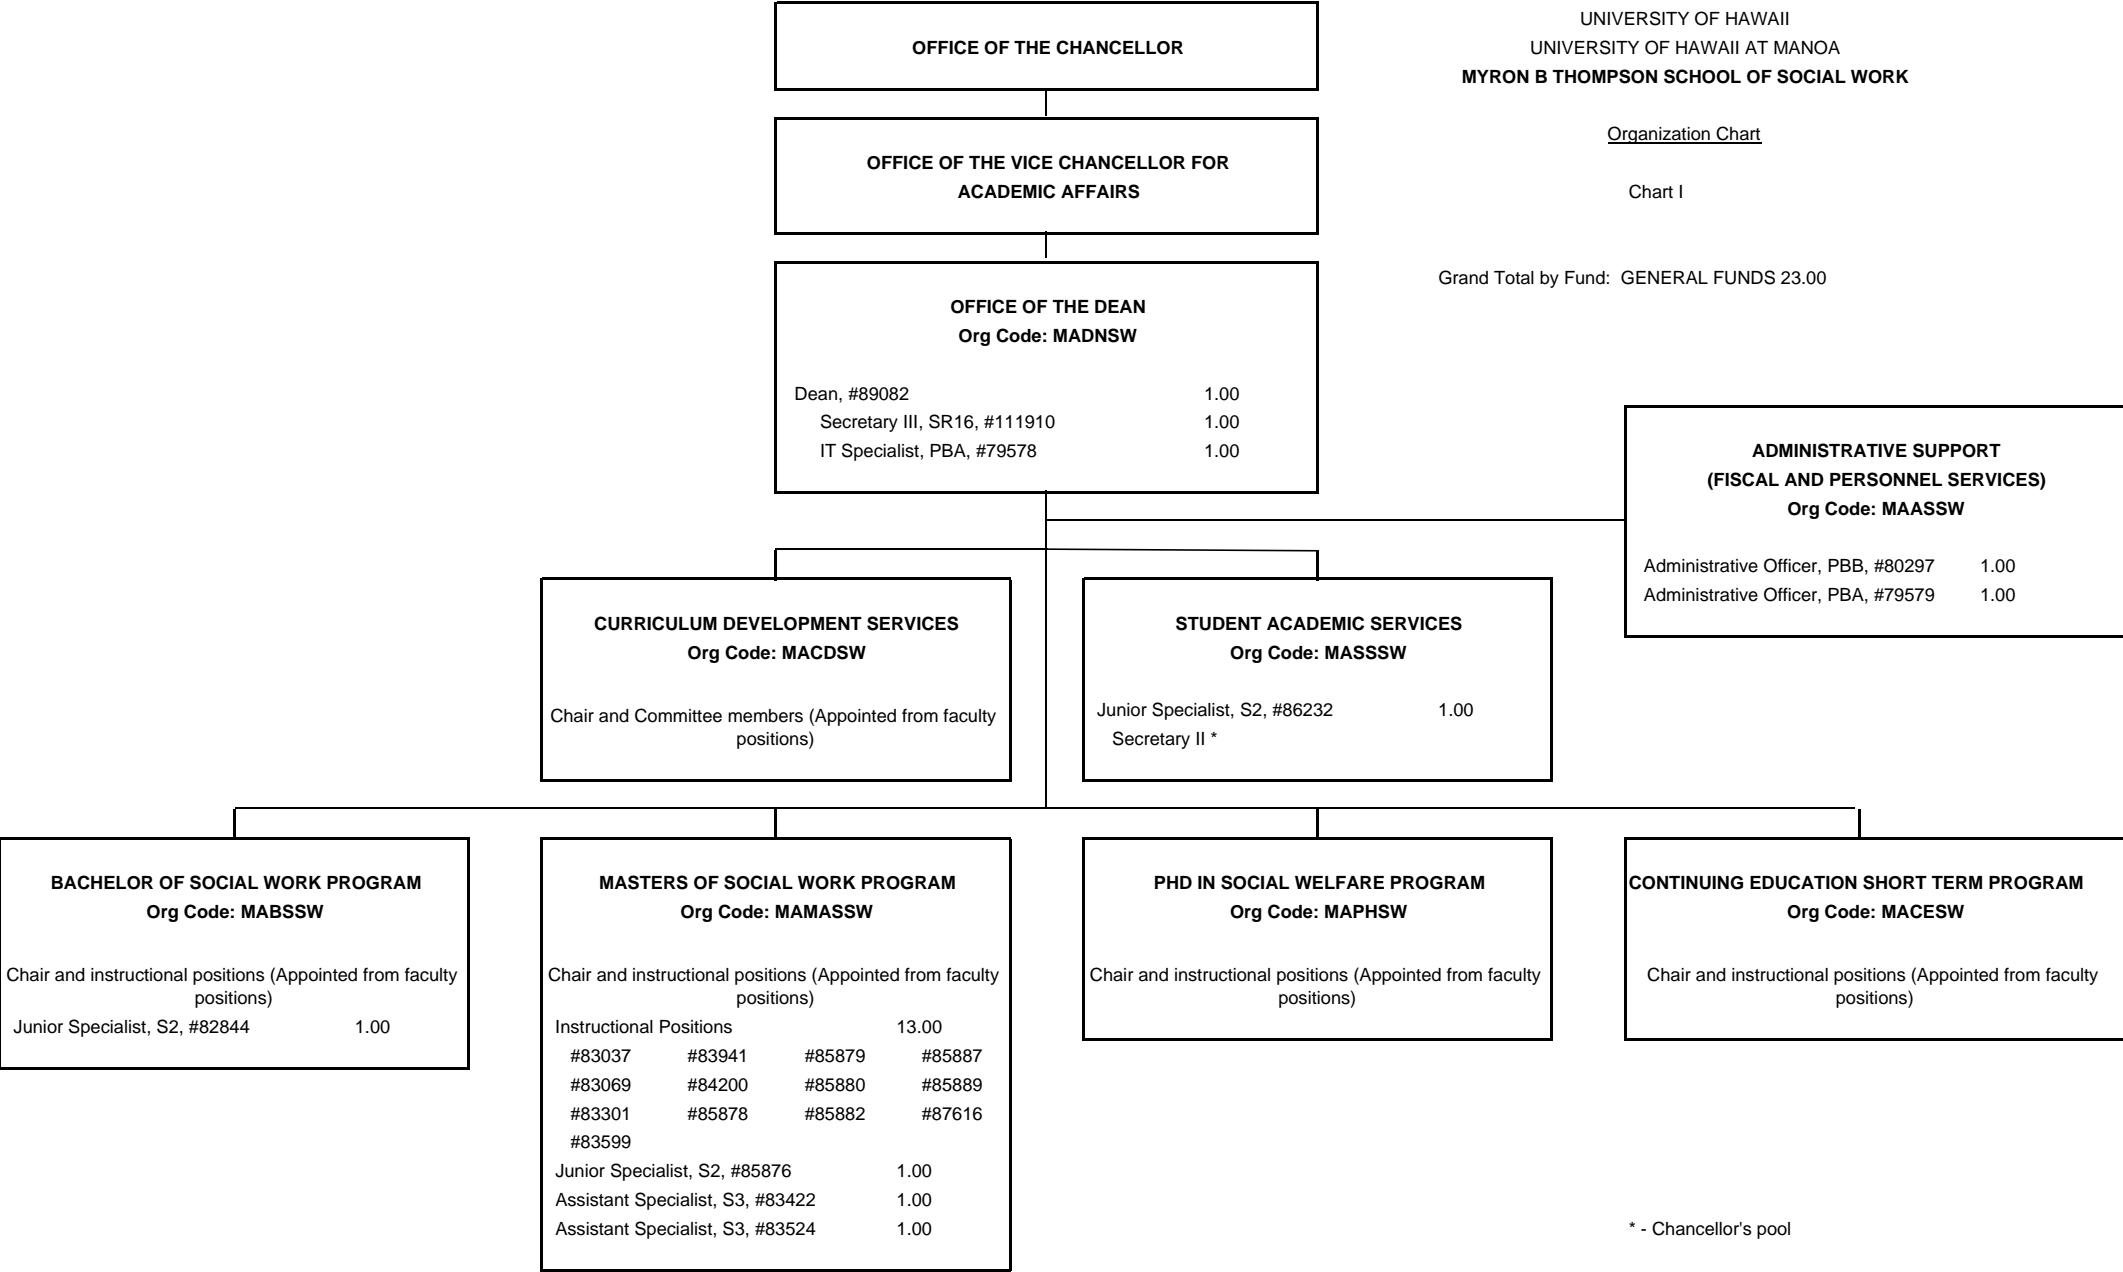 OFFICE OF THE CHANCELLOR
UNIVERSITY OF HAWAII
UNIVERSITY OF HAWAII AT MANOA
MYRON B THOMPSON SCHOOL OF SOCIAL WORK
Organization Chart
Chart I
Grand Total by Fund: GENERAL FUNDS 23.00
OFFICE OF THE VICE CHANCELLOR FOR
ACADEMIC AFFAIRS
OFFICE OF THE DEAN
Org Code: MADNSW
Dean, #89082 1.00
Secretary III, SR16, #111910 1.00
IT Specialist, PBA, #79578 1.00
ADMINISTRATIVE SUPPORT
(FISCAL AND PERSONNEL SERVICES)
Org Code: MAASSW
Administrative Officer, PBB, #80297 1.00
Administrative Officer, PBA, #79579 1.00
CURRICULUM DEVELOPMENT SERVICES
Org Code: MACDSW
Chair and Committee members (Appointed from faculty
positions)
STUDENT ACADEMIC SERVICES
Org Code: MASSSW
Junior Specialist, S2, #86232 1.00
Secretary II *
BACHELOR OF SOCIAL WORK PROGRAM
Org Code: MABSSW
Chair and instructional positions (Appointed from faculty
positions)
Junior Specialist, S2, #82844 1.00
MASTERS OF SOCIAL WORK PROGRAM
Org Code: MAMASSW
Chair and instructional positions (Appointed from faculty
positions)
Instructional Positions 13.00
#83037 #83941 #85879 #85887
#83069 #84200 #85880 #85889
#83301 #85878 #85882 #87616
#83599
Junior Specialist, S2, #85876 1.00
Assistant Specialist, S3, #83422 1.00
Assistant Specialist, S3, #83524 1.00
PHD IN SOCIAL WELFARE PROGRAM
Org Code: MAPHSW
Chair and instructional positions (Appointed from faculty
positions)
CONTINUING EDUCATION SHORT TERM PROGRAM
Org Code: MACESW
Chair and instructional positions (Appointed from faculty
positions)
* - Chancellor's pool